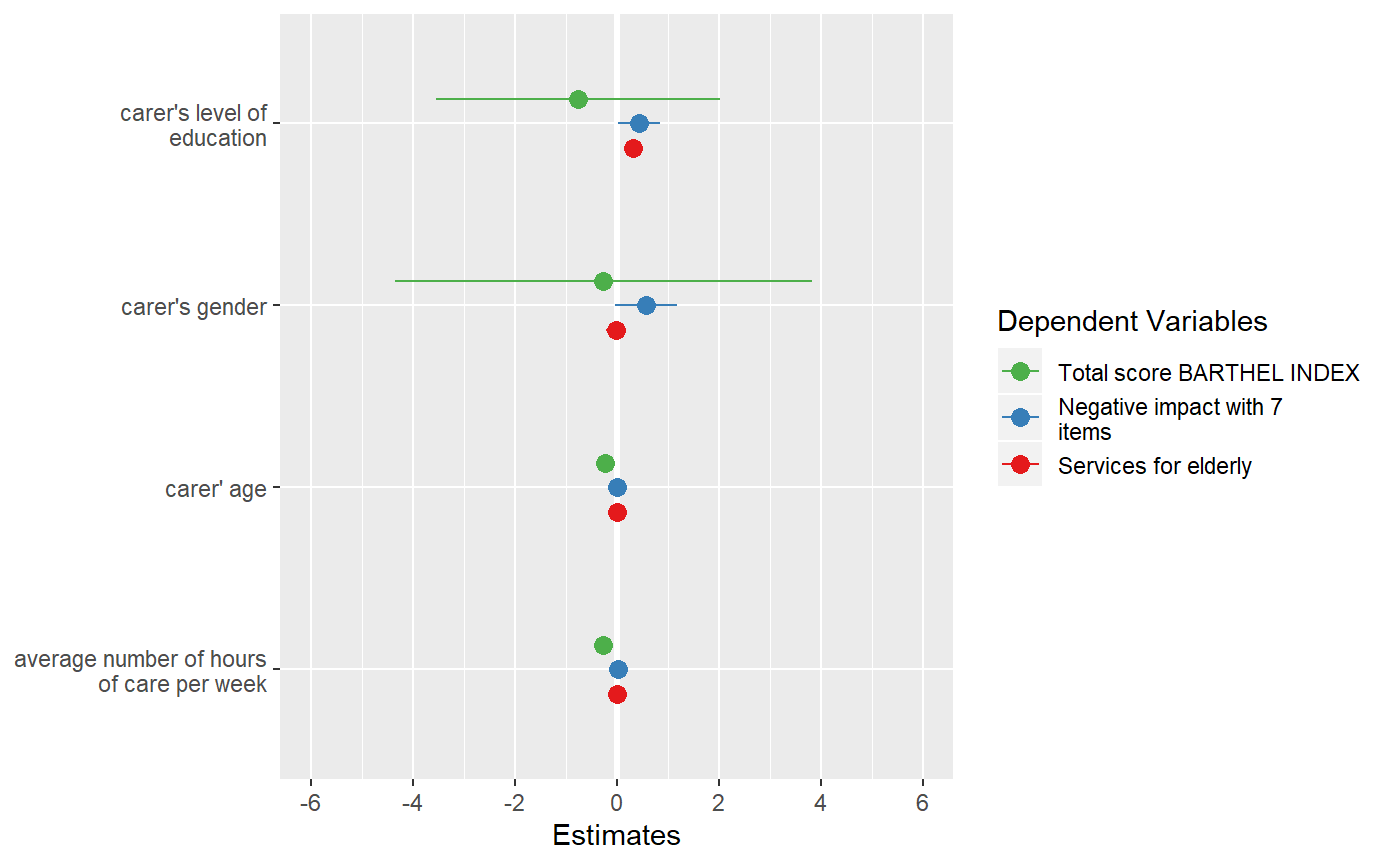 carer's level of
education
carer's gender
carer' age
average number of hours
of care per week
-6 -4 -2 0 2 4 6
Estimates
Dependent Variables
Total score BARTHEL INDEX
Negative impact with 7
items
Services for elderly